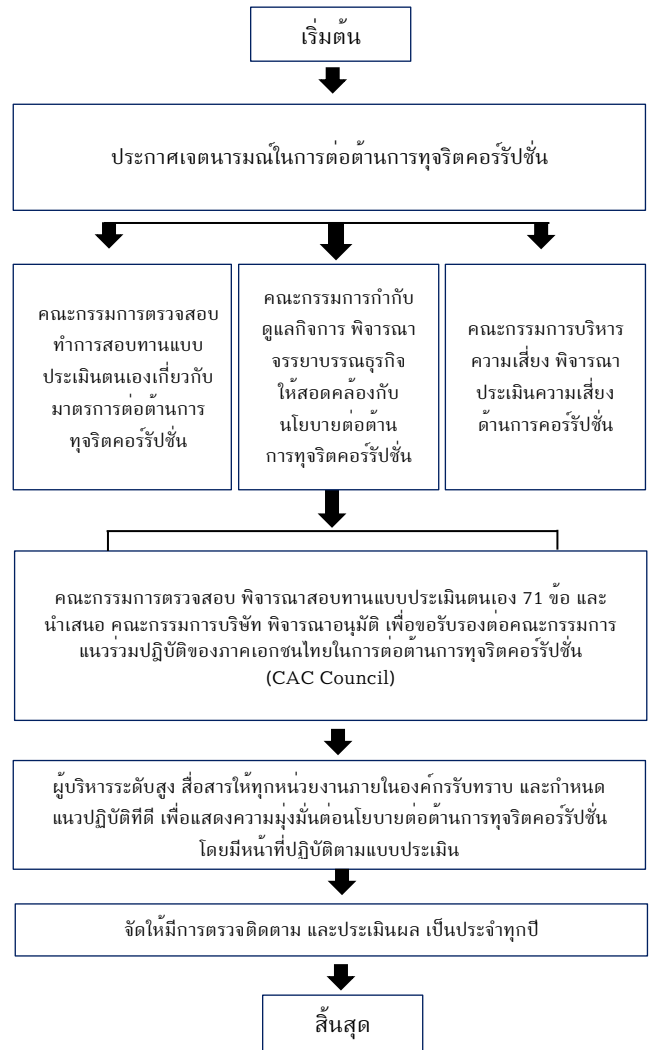 เริ่มต้น
ประกาศเจตนารมณ์ในการต่อต้านการทุจริตคอร์รัปชั่น
คณะกรรมการตรวจสอบ
ทำการสอบทานแบบ
ประเมินตนเองเกี่ยวกับ
มาตรการต่อต้านการ
ทุจริตคอร์รัปชั่น
คณะกรรมการกำกับ
ดูแลกิจการ พิจารณา
จรรยาบรรณธุรกิจ
ให้สอดคล้องกับ
นโยบายต่อต้าน
การทุจริตคอร์รัปชั่น
คณะกรรมการบริหาร
ความเสี่ยง พิจารณา
ประเมินความเสี่ยง
ด้านการคอร์รัปชั่น
คณะกรรมการตรวจสอบ พิจารณาสอบทานแบบประเมินตนเอง 71 ข้อ และ
นำเสนอ คณะกรรมการบริษัท พิจารณาอนุมัติ เพื่อขอรับรองต่อคณะกรรมการ
แนวร่วมปฎิบัติของภาคเอกชนไทยในการต่อต้านการทุจริตคอร์รัปชั่น
(CAC Council)
ผู้บริหารระดับสูง สื่อสารให้ทุกหน่วยงานภายในองค์กรรับทราบ และกำหนด
แนวปฏิบัติทีดี เพื่อแสดงความมุ่งมั่นต่อนโยบายต่อต้านการทุจริตคอร์รัปชั่น
โดยมีหน้าที่ปฏิบัติตามแบบประเมิน
จัดให้มีการตรวจติดตาม และประเมินผล เป็นประจำทุกปี
สิ้นสุด